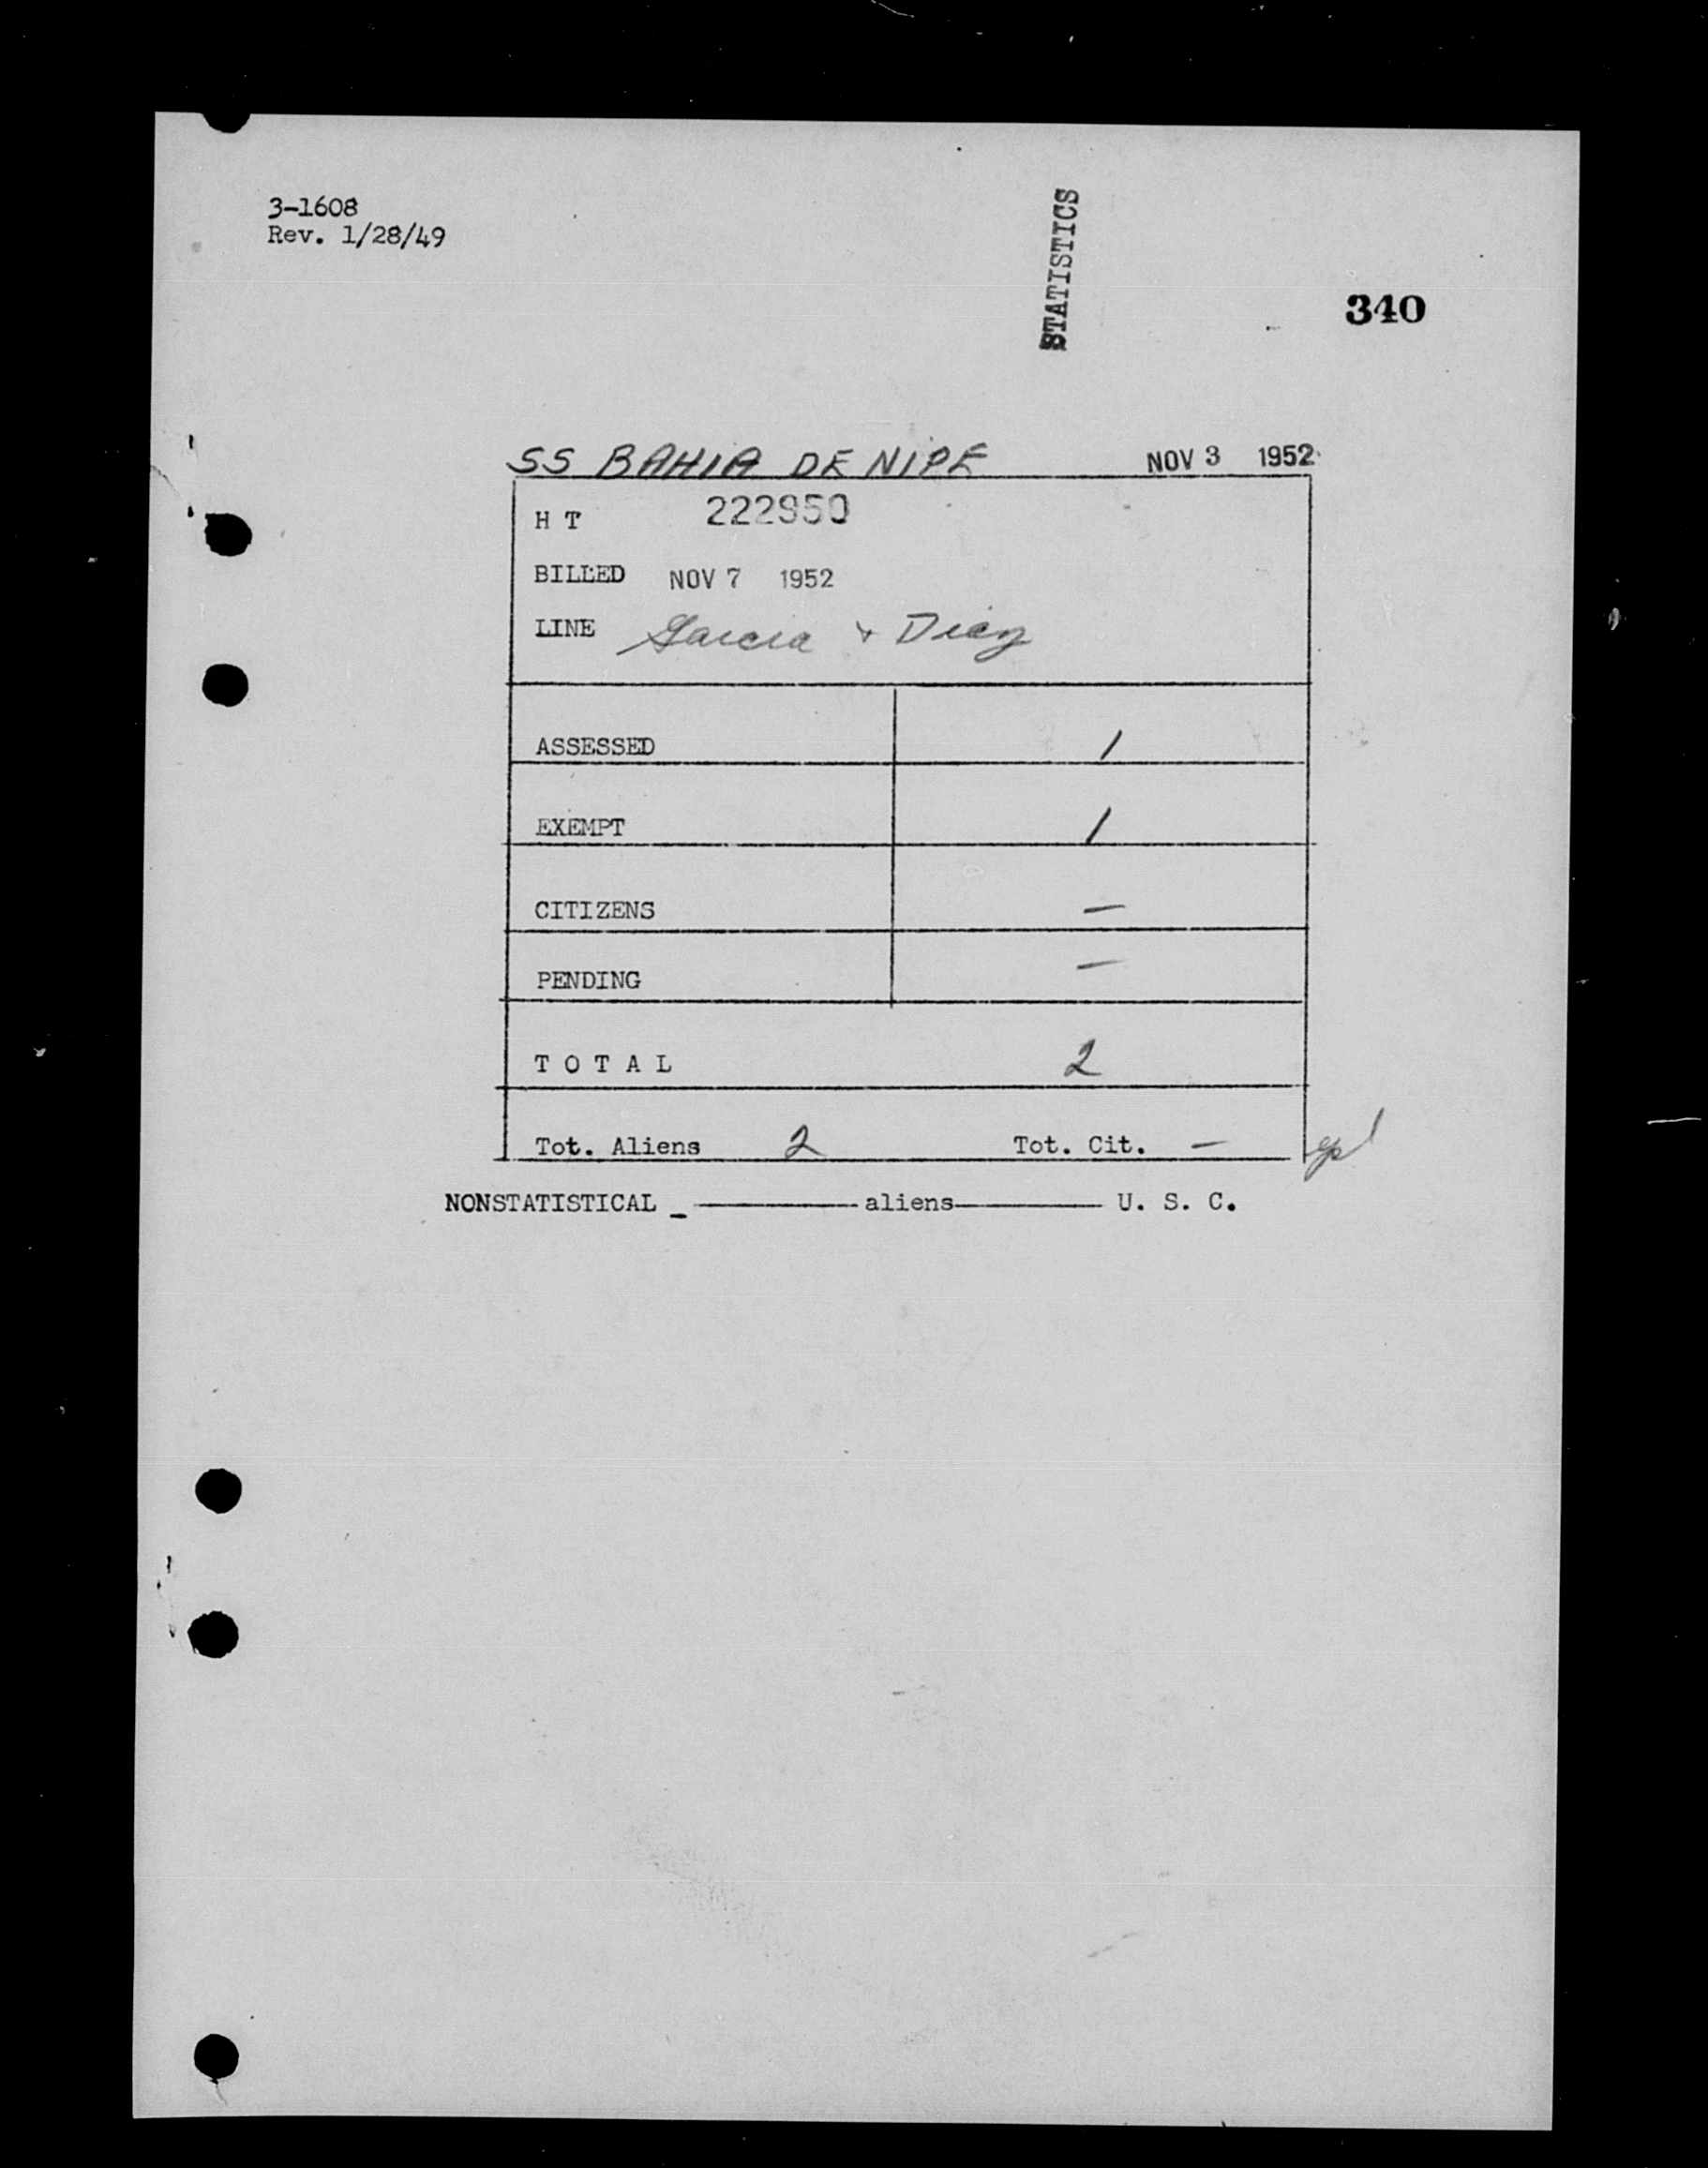 3-1608
Rev. 1/28/49
STATISTICS
340
SS BAHIA DE NIPE NOV 3 1952
H T 222950
BILLED NOV 7 1952
LINE Garcia + Diaz
ASSESSED 1
EXEMPT 1
CITIZENS —
PENDING —
T O T A L 2
Tot. Aliens 2 Tot. Cit. —
NONSTATISTICAL _ ———— aliens ———— U. S. C.